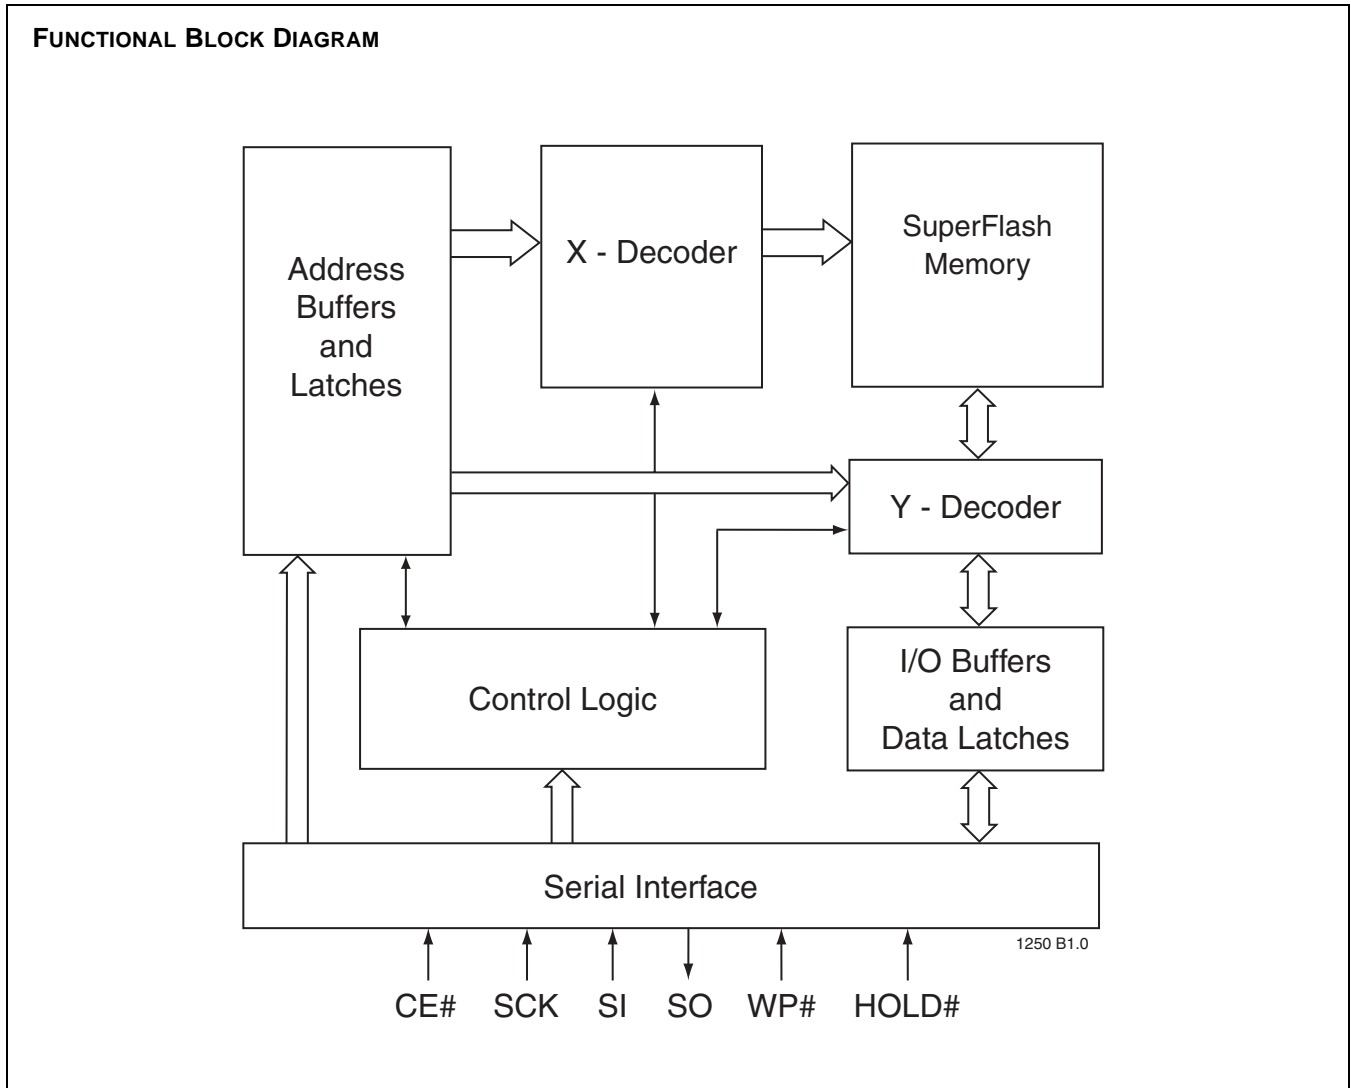 FUNCTIONAL BLOCK DIAGRAM
Address
Buffers
and
Latches
X - Decoder
SuperFlash
Memory
Y - Decoder
Control Logic
I/O Buffers
and
Data Latches
Serial Interface
1250 B1.0
CE# SCK SI SO WP# HOLD#